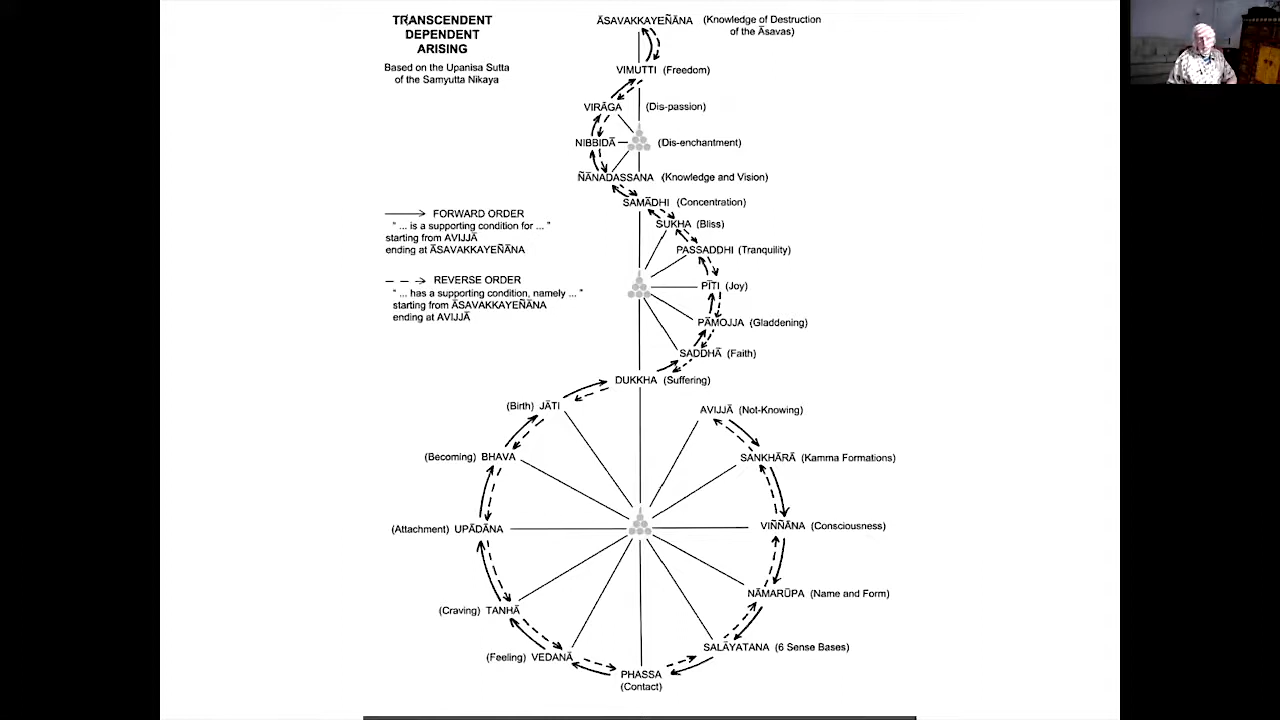 TRANSCENDENT
DEPENDENT
ARISING
Based on the Upanisa Sutta
of the Samyutta Nikaya
ĀSAVAKKAYEÑĀNA (Knowledge of Destruction
of the Āsavas)
VIMUTTI (Freedom)
VIRĀGA (Dis-passion)
NIBBIDĀ (Dis-enchantment)
ÑĀNADASSANA (Knowledge and Vision)
SAMĀDHI (Concentration)
SUKHA (Bliss)
PASSADDHI (Tranquility)
PĪTI (Joy)
PĀMOJJA (Gladdening)
SADDHĀ (Faith)
DUKKHA (Suffering)
FORWARD ORDER
" ... is a supporting condition for ... "
starting from AVIJJĀ
ending at ĀSAVAKKAYEÑĀNA
REVERSE ORDER
" ... has a supporting condition, namely ... "
starting from ĀSAVAKKAYEÑĀNA
ending at AVIJJĀ
(Birth) JĀTI
AVIJJĀ (Not-Knowing)
(Becoming) BHAVA
SANKHĀRĀ (Kamma Formations)
(Attachment) UPĀDĀNA
VIÑÑĀNA (Consciousness)
NĀMARŪPA (Name and Form)
(Craving) TANHĀ
SALĀYATANA (6 Sense Bases)
(Feeling) VEDANĀ
PHASSA
(Contact)